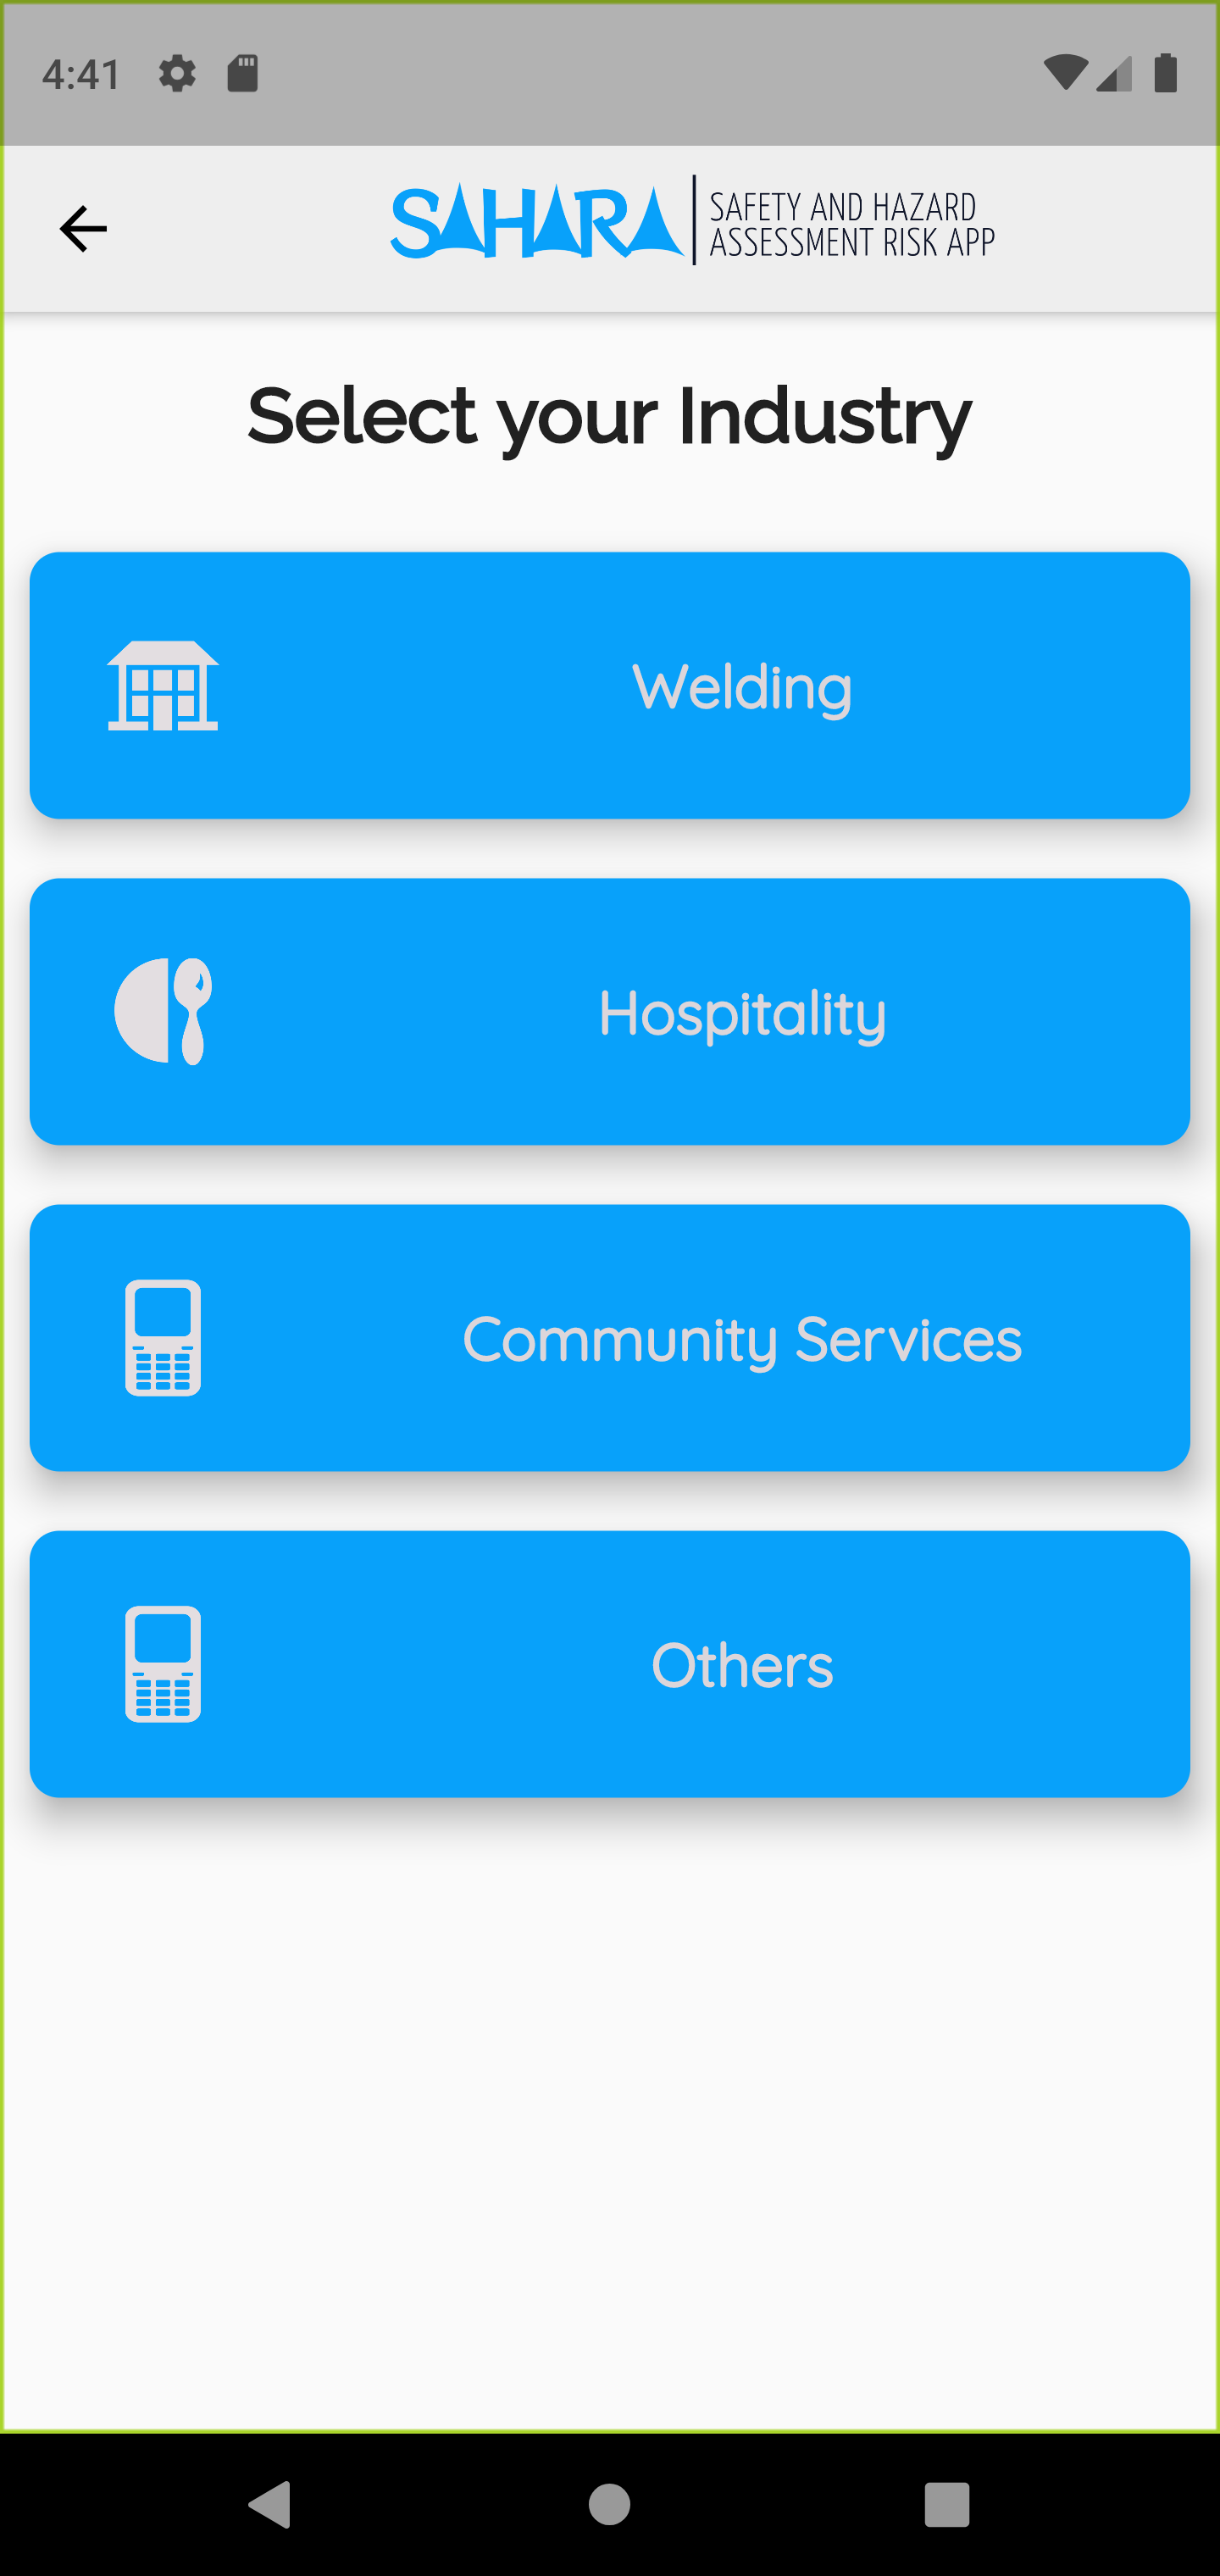 4:41
SAHARA
SAFETY AND HAZARD
ASSESSMENT RISK APP
Select your Industry
Welding
Hospitality
Community Services
Others